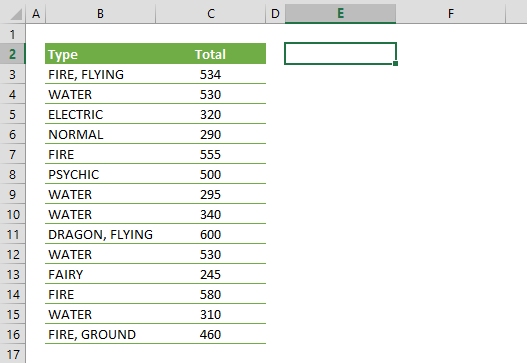 A B C D E F
1
2 Type Total
3 FIRE, FLYING 534
4 WATER 530
5 ELECTRIC 320
6 NORMAL 290
7 FIRE 555
8 PSYCHIC 500
9 WATER 295
10 WATER 340
11 DRAGON, FLYING 600
12 WATER 530
13 FAIRY 245
14 FIRE 580
15 WATER 310
16 FIRE, GROUND 460
17